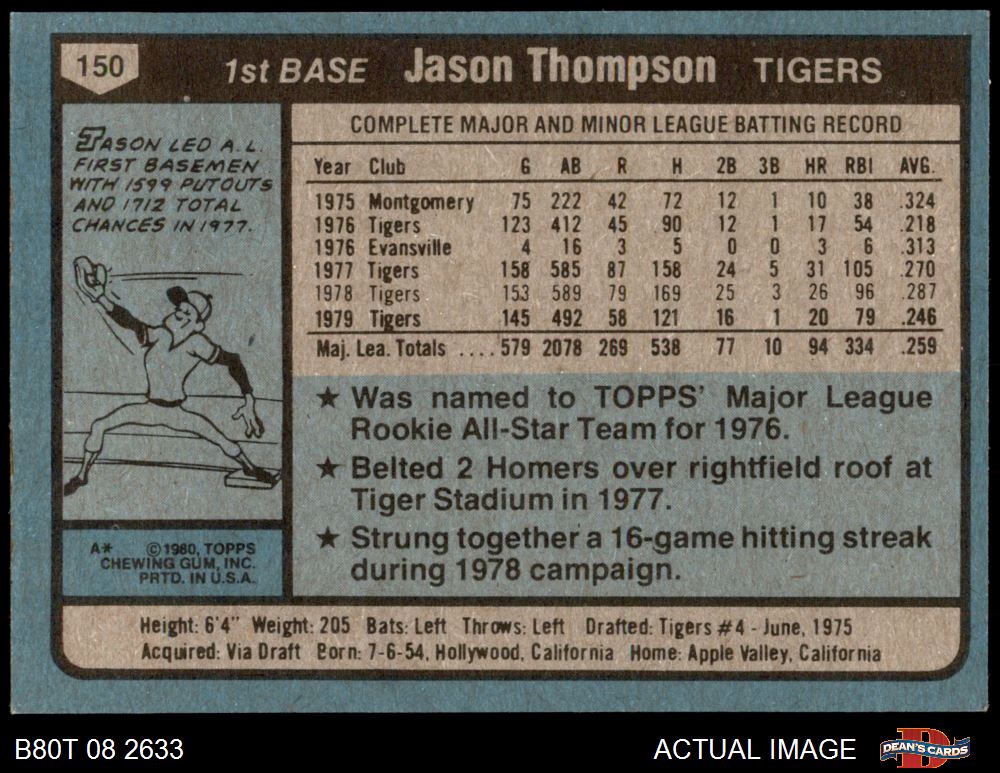 150 1st BASE Jason Thompson TIGERS
JASON LED A.L.
FIRST BASEMEN
WITH 1599 PUTOUTS
AND 1712 TOTAL
CHANCES IN 1977.
A* ©1980, TOPPS
CHEWING GUM, INC.
PRTD. IN U.S.A.
COMPLETE MAJOR AND MINOR LEAGUE BATTING RECORD
Year Club G AB R H 2B 3B HR RBI AVG.
1975 Montgomery 75 222 42 72 12 1 10 38 .324
1976 Tigers 123 412 45 90 12 1 17 54 .218
1976 Evansville 4 16 3 5 0 0 3 6 .313
1977 Tigers 158 585 87 158 24 5 31 105 .270
1978 Tigers 153 589 79 169 25 3 26 96 .287
1979 Tigers 145 492 58 121 16 1 20 79 .246
Maj. Lea. Totals .... 579 2078 269 538 77 10 94 334 .259
★ Was named to TOPPS' Major League
Rookie All-Star Team for 1976.
★ Belted 2 Homers over rightfield roof at
Tiger Stadium in 1977.
★ Strung together a 16-game hitting streak
during 1978 campaign.
Height: 6'4" Weight: 205 Bats: Left Throws: Left Drafted: Tigers #4 - June, 1975
Acquired: Via Draft Born: 7-6-54, Hollywood, California Home: Apple Valley, California
B80T 08 2633 ACTUAL IMAGE DEAN'S CARDS